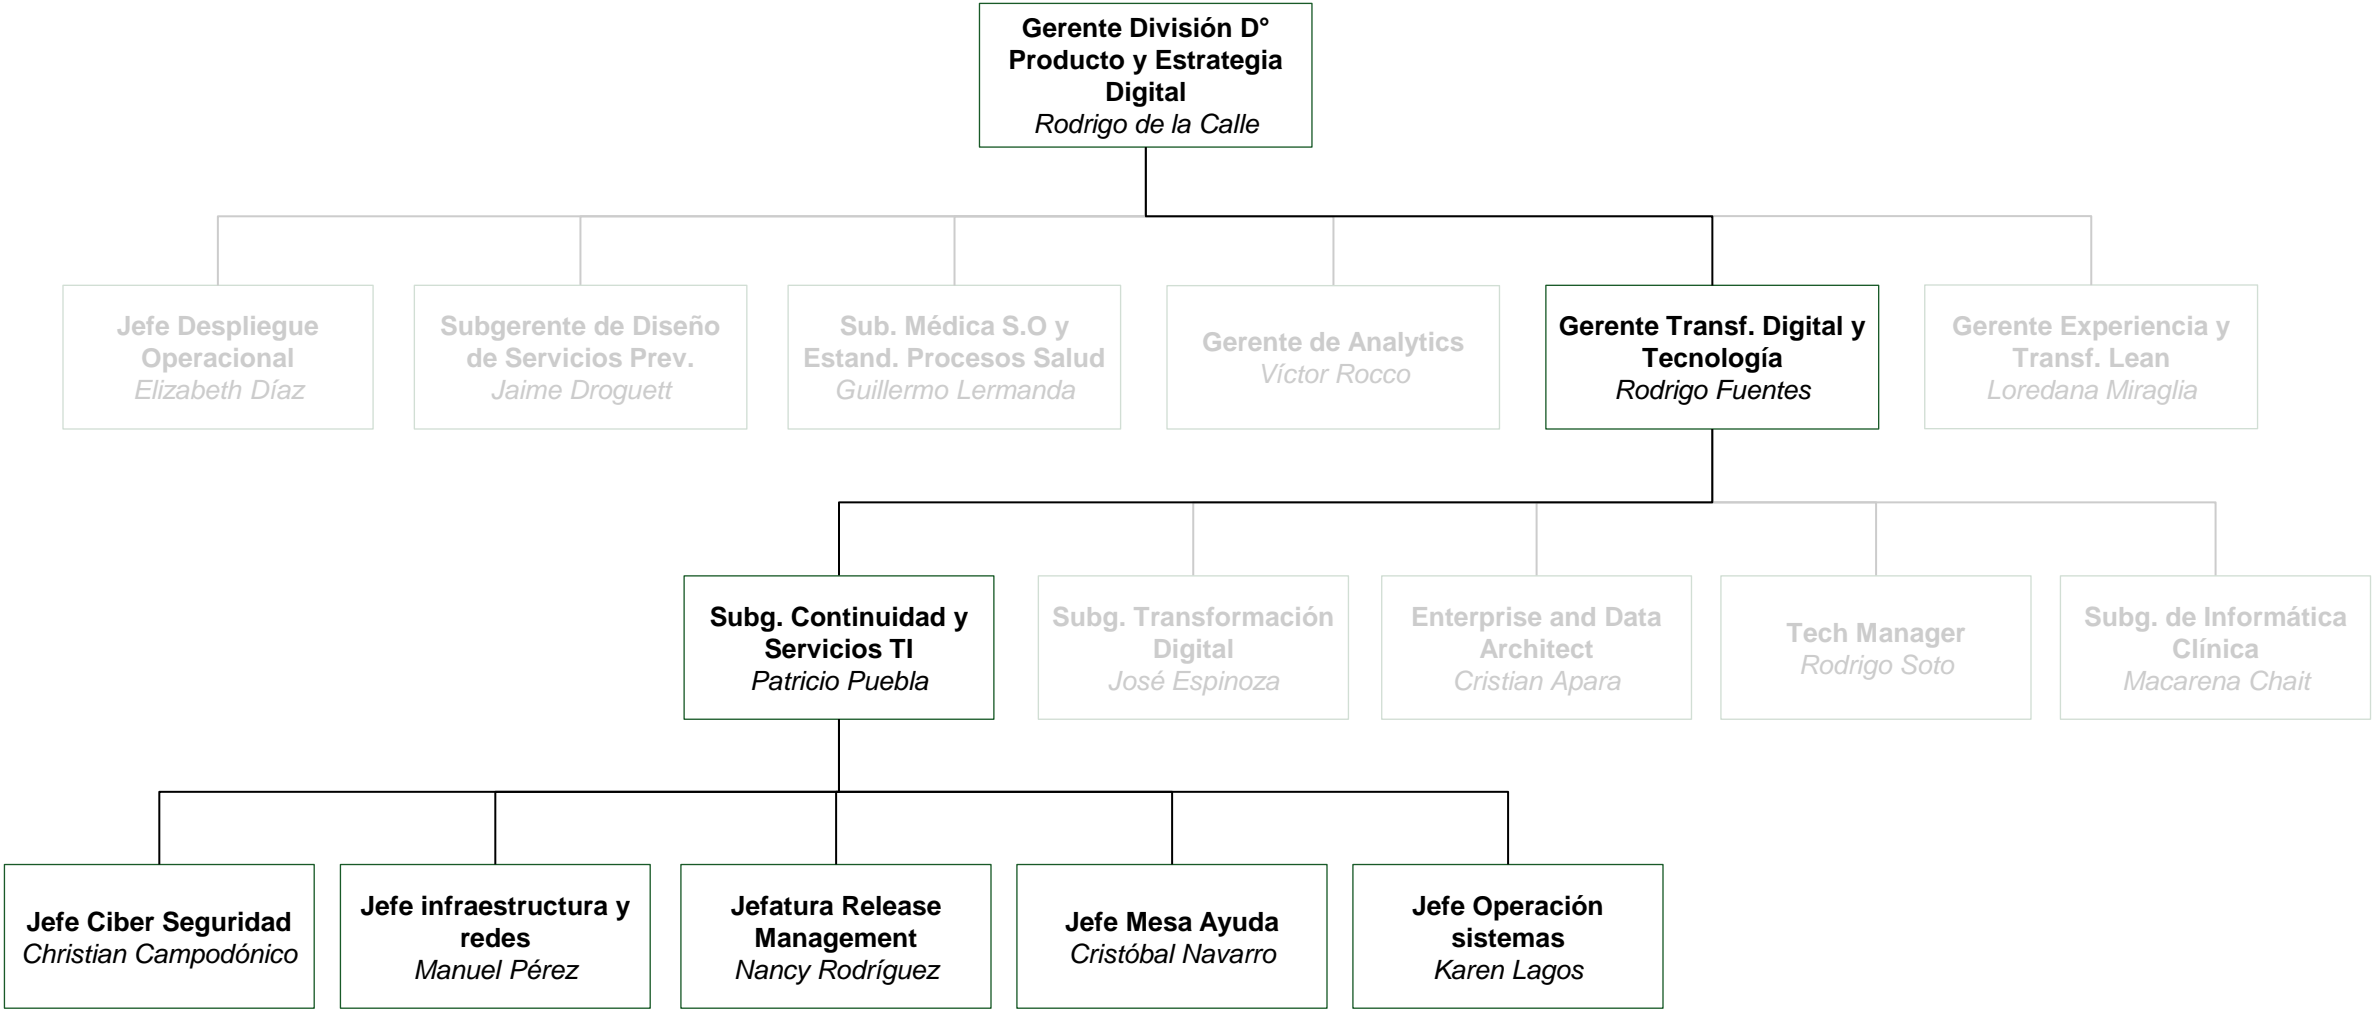 Gerente División D°
Producto y Estrategia
Digital
Rodrigo de la Calle
Jefe Despliegue
Operacional
Elizabeth Díaz
Subgerente de Diseño
de Servicios Prev.
Jaime Droguett
Sub. Médica S.O y
Estand. Procesos Salud
Guillermo Lermanda
Gerente de Analytics
Víctor Rocco
Gerente Transf. Digital y
Tecnología
Rodrigo Fuentes
Gerente Experiencia y
Transf. Lean
Loredana Miraglia
Subg. Continuidad y
Servicios TI
Patricio Puebla
Subg. Transformación
Digital
José Espinoza
Enterprise and Data
Architect
Cristian Apara
Tech Manager
Rodrigo Soto
Subg. de Informática
Clínica
Macarena Chait
Jefe Ciber Seguridad
Christian Campodónico
Jefe infraestructura y
redes
Manuel Pérez
Jefatura Release
Management
Nancy Rodríguez
Jefe Mesa Ayuda
Cristóbal Navarro
Jefe Operación
sistemas
Karen Lagos